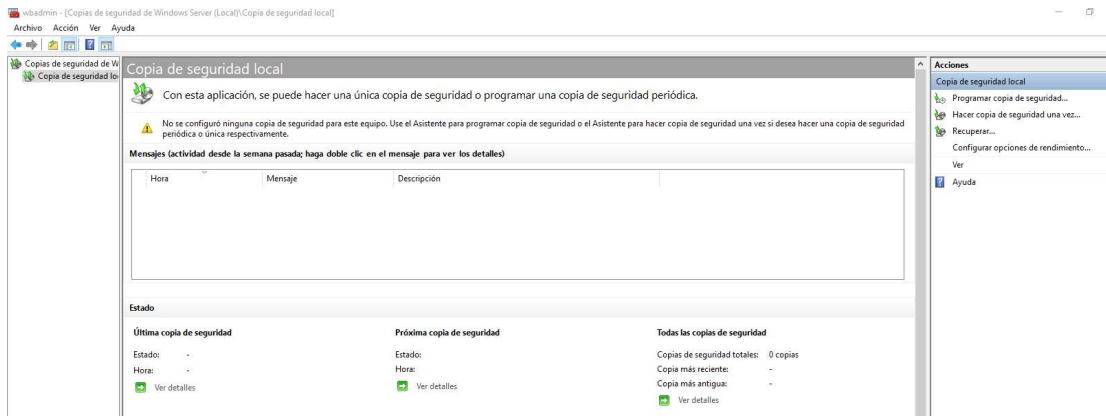 wbadmin - [Copias de seguridad de Windows Server (Local)\Copia de seguridad local]
Archivo Acción Ver Ayuda
Copias de seguridad de W
Copia de seguridad lo
Copia de seguridad local
Con esta aplicación, se puede hacer una única copia de seguridad o programar una copia de seguridad periódica.
No se configuró ninguna copia de seguridad para este equipo. Use el Asistente para programar copia de seguridad o el Asistente para hacer copia de seguridad una vez si desea hacer una copia de seguridad
periódica o única respectivamente.
Mensajes (actividad desde la semana pasada; haga doble clic en el mensaje para ver los detalles)
Hora Mensaje Descripción
Estado
Última copia de seguridad Próxima copia de seguridad Todas las copias de seguridad
Estado: - Estado: Copias de seguridad totales: 0 copias
Hora: - Hora: Copia más reciente: -
Copia más antigua: -
Ver detalles Ver detalles Ver detalles
Acciones
Copia de seguridad local
Programar copia de seguridad...
Hacer copia de seguridad una vez...
Recuperar...
Configurar opciones de rendimiento...
Ver
Ayuda